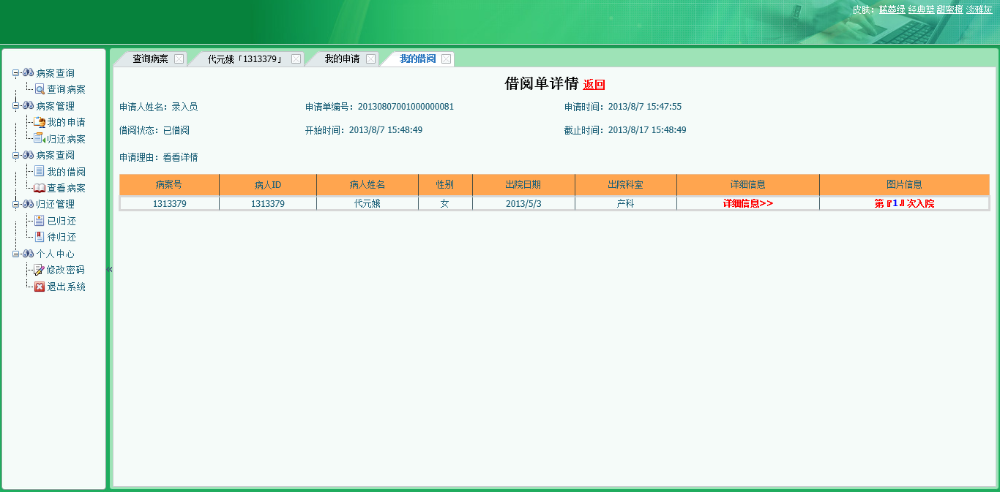 皮肤: 蓝梦绿 经典蓝 甜蜜橙 淡雅灰
查询病案 代元娥「1313379」 我的申请 我的借阅
病案查询
查询病案
病案管理
我的申请
归还病案
病案查阅
我的借阅
查看病案
归还管理
已归还
待归还
个人中心
修改密码
退出系统
«
借阅单详情 返回
申请人姓名: 录入员 申请单编号: 20130807001000000081 申请时间: 2013/8/7 15:47:55
借阅状态: 已借阅 开始时间: 2013/8/7 15:48:49 截止时间: 2013/8/17 15:48:49
申请理由: 看看详情
病案号 病人ID 病人姓名 性别 出院日期 出院科室 详细信息 图片信息
1313379 1313379 代元娥 女 2013/5/3 产科 详细信息>> 第『1』次入院